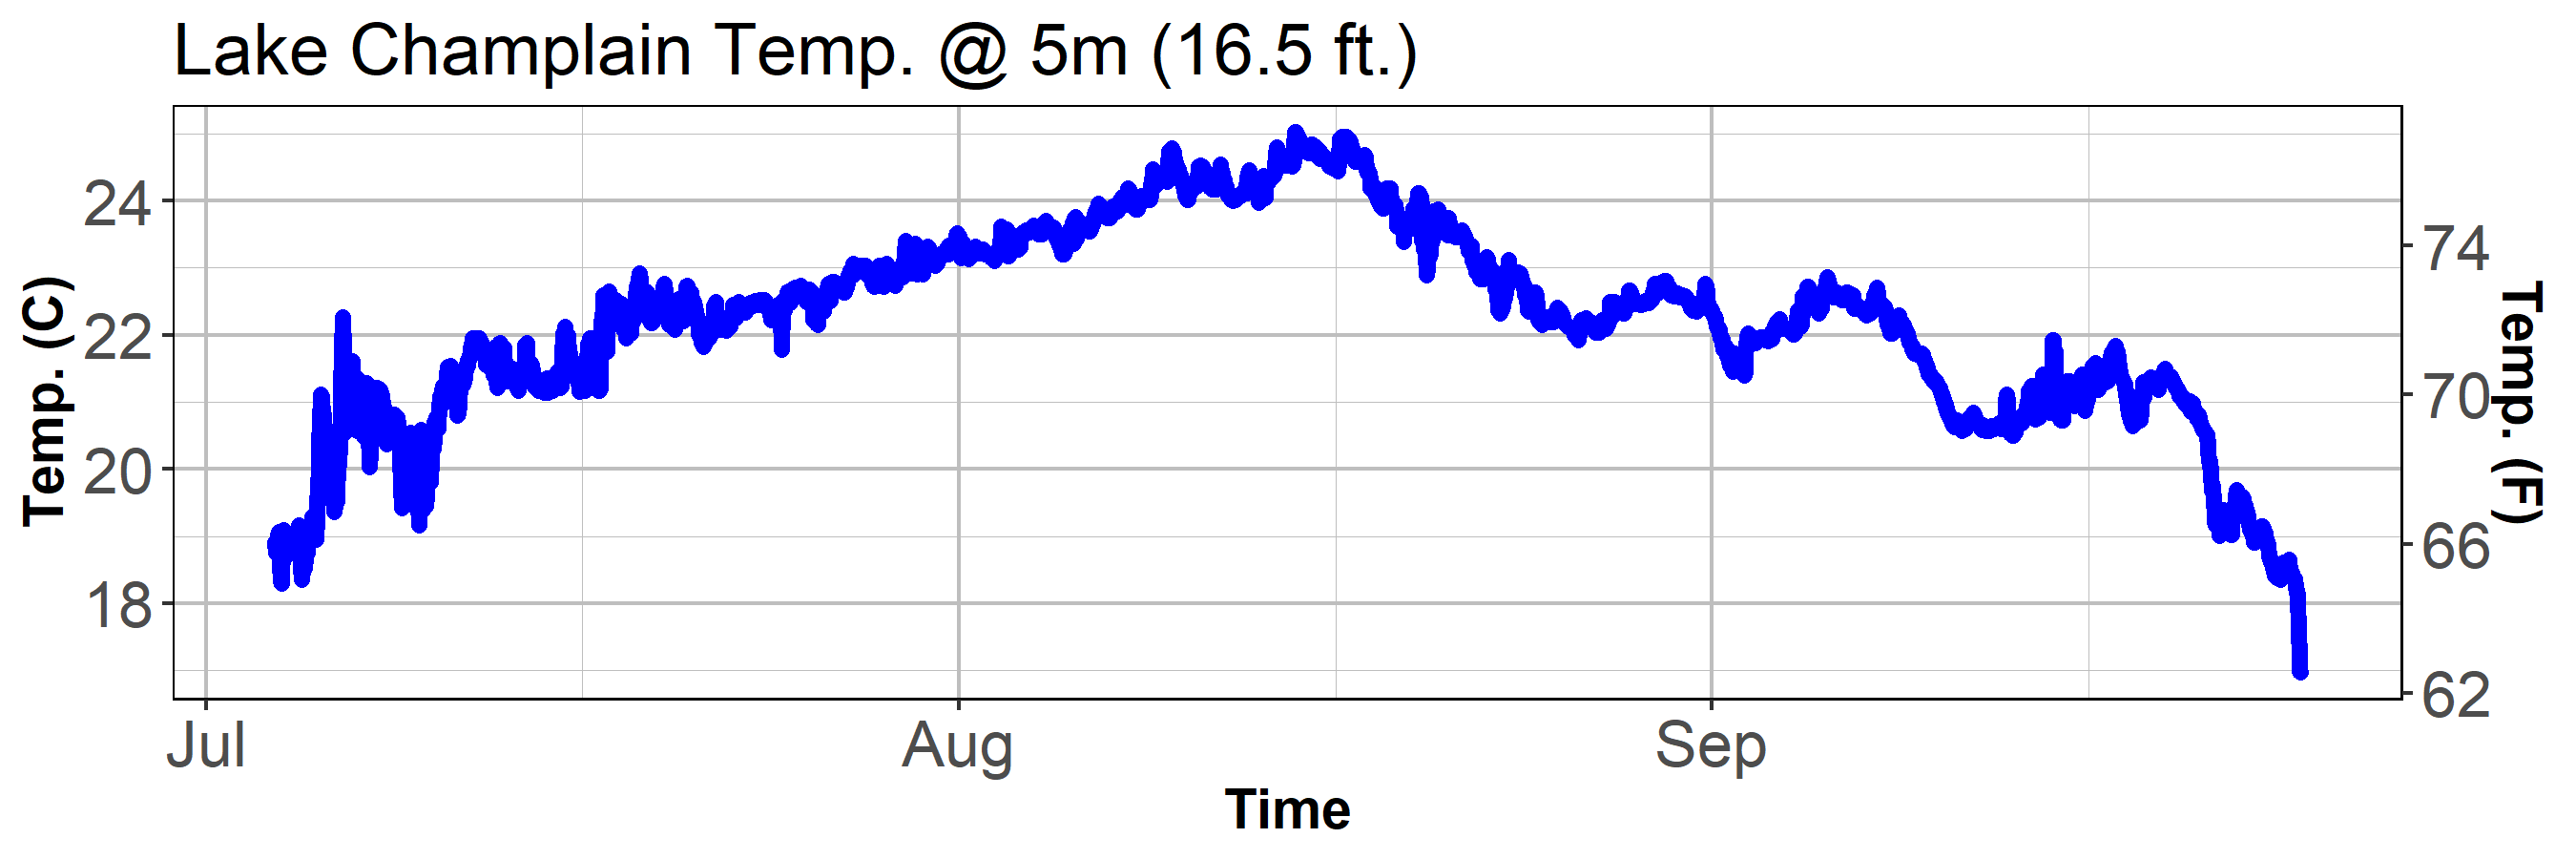 Lake Champlain Temp. @ 5m (16.5 ft.)
Temp. (C)
24
22
20
18
74
70
66
62
Temp. (F)
Jul
Aug
Sep
Time